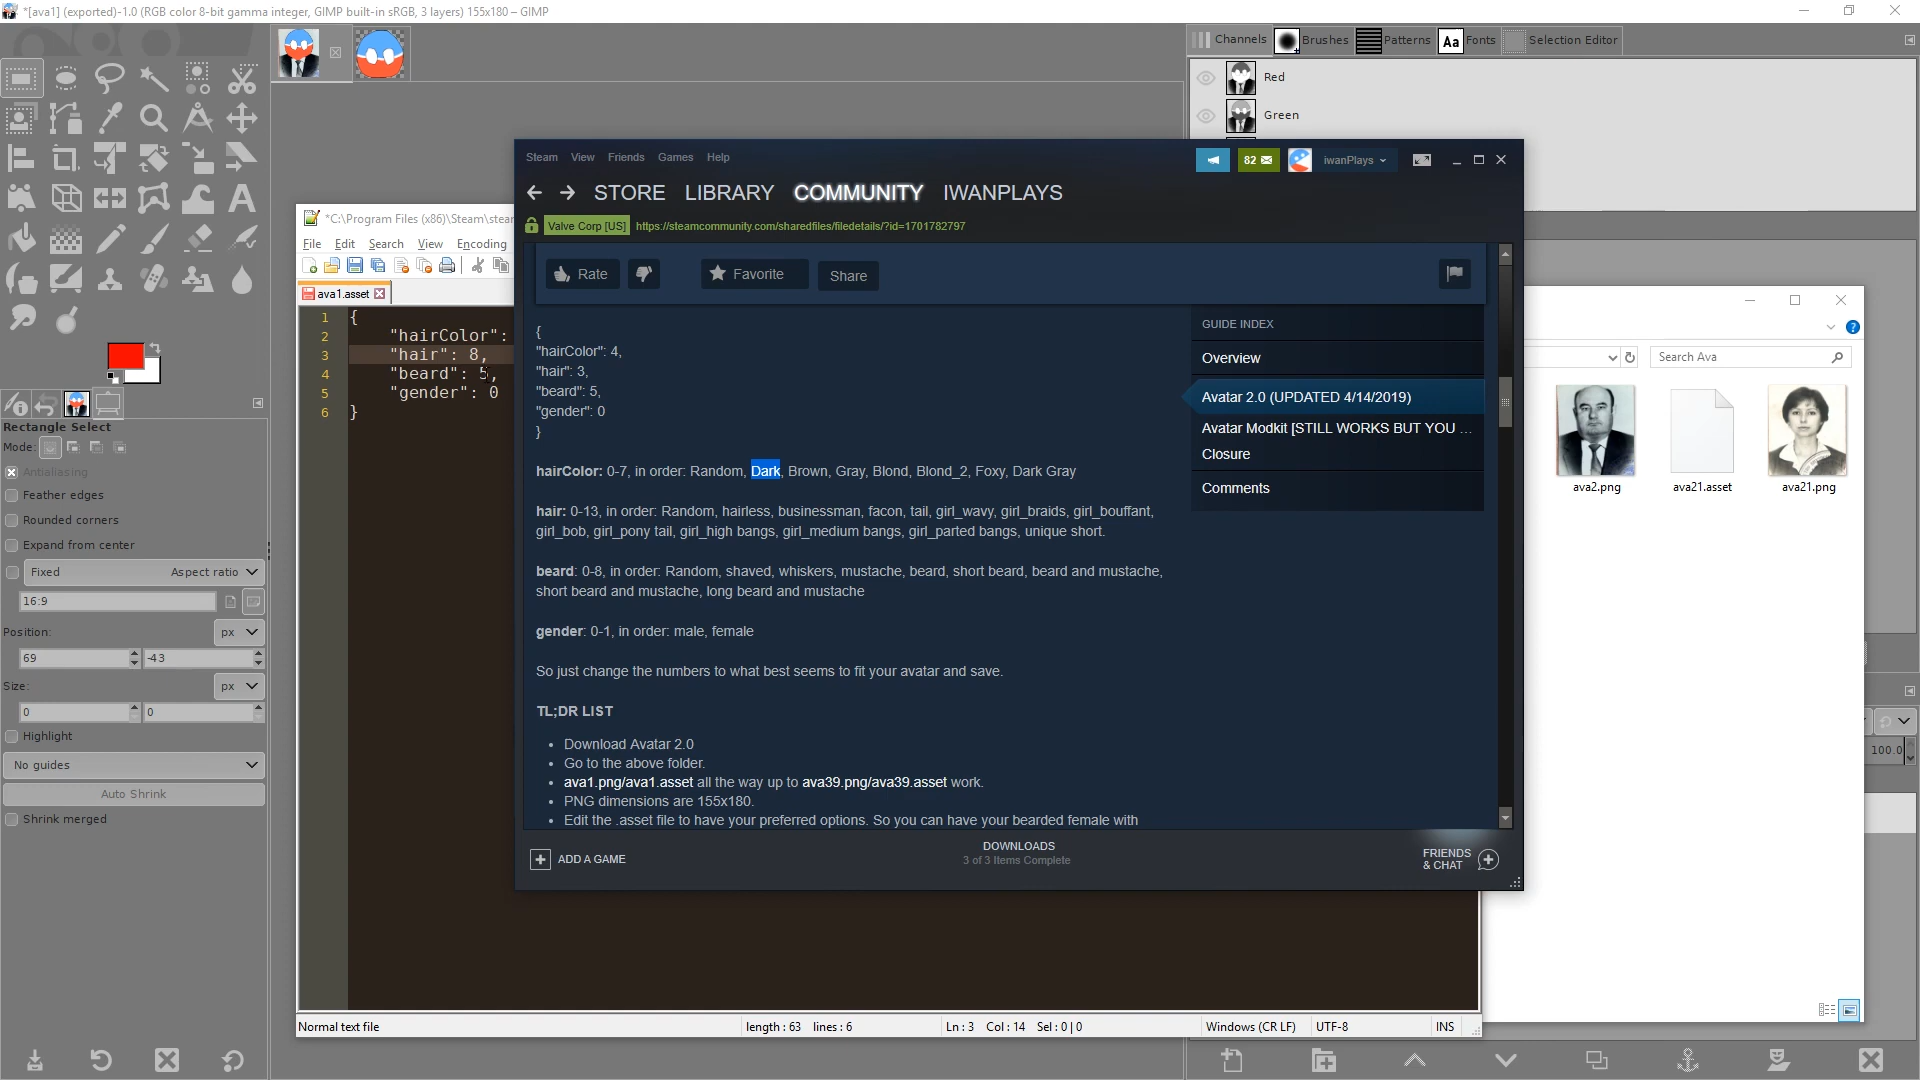 *[ava1] (exported)-1.0 (RGB color 8-bit gamma integer, GIMP built-in sRGB, 3 layers) 155x180 – GIMP
Channels
Brushes
Patterns
Aa Fonts
Selection Editor
Red
Green
Rectangle Select
Mode:
Antialiasing
Feather edges
Rounded corners
Expand from center
Fixed Aspect ratio
16:9
Position: px
69 -43
Size: px
0 0
Highlight
No guides
Auto Shrink
Shrink merged
*C:\Program Files (x86)\Steam\stear
File Edit Search View Encoding
ava1.asset
1 {
2 "hairColor":
3 "hair": 8,
4 "beard": 5,
5 "gender": 0
6 }
Normal text file
length : 63 lines : 6
Ln : 3 Col : 14 Sel : 0 | 0
Windows (CR LF)
UTF-8
INS
Steam View Friends Games Help
82
iwanPlays
STORE LIBRARY COMMUNITY IWANPLAYS
Valve Corp [US] https://steamcommunity.com/sharedfiles/filedetails/?id=1701782797
Rate
Favorite
Share
{
"hairColor": 4,
"hair": 3,
"beard": 5,
"gender": 0
}
hairColor: 0-7, in order: Random, Dark, Brown, Gray, Blond, Blond_2, Foxy, Dark Gray
hair: 0-13, in order: Random, hairless, businessman, facon, tail, girl_wavy, girl_braids, girl_bouffant,
girl_bob, girl_pony tail, girl_high bangs, girl_medium bangs, girl_parted bangs, unique short.
beard: 0-8, in order: Random, shaved, whiskers, mustache, beard, short beard, beard and mustache,
short beard and mustache, long beard and mustache
gender: 0-1, in order: male, female
So just change the numbers to what best seems to fit your avatar and save.
TL;DR LIST
• Download Avatar 2.0
• Go to the above folder.
• ava1.png/ava1.asset all the way up to ava39.png/ava39.asset work.
• PNG dimensions are 155x180.
• Edit the .asset file to have your preferred options. So you can have your bearded female with
GUIDE INDEX
Overview
Avatar 2.0 (UPDATED 4/14/2019)
Avatar Modkit [STILL WORKS BUT YOU ...
Closure
Comments
ADD A GAME
DOWNLOADS
3 of 3 Items Complete
FRIENDS
& CHAT
Search Ava
ava2.png
ava21.asset
ava21.png
100.0